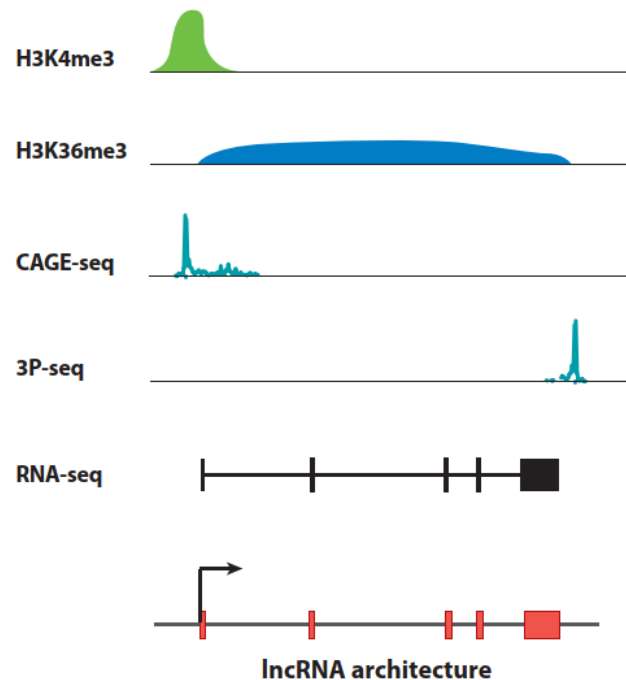 H3K4me3
H3K36me3
CAGE-seq
3P-seq
RNA-seq
lncRNA architecture